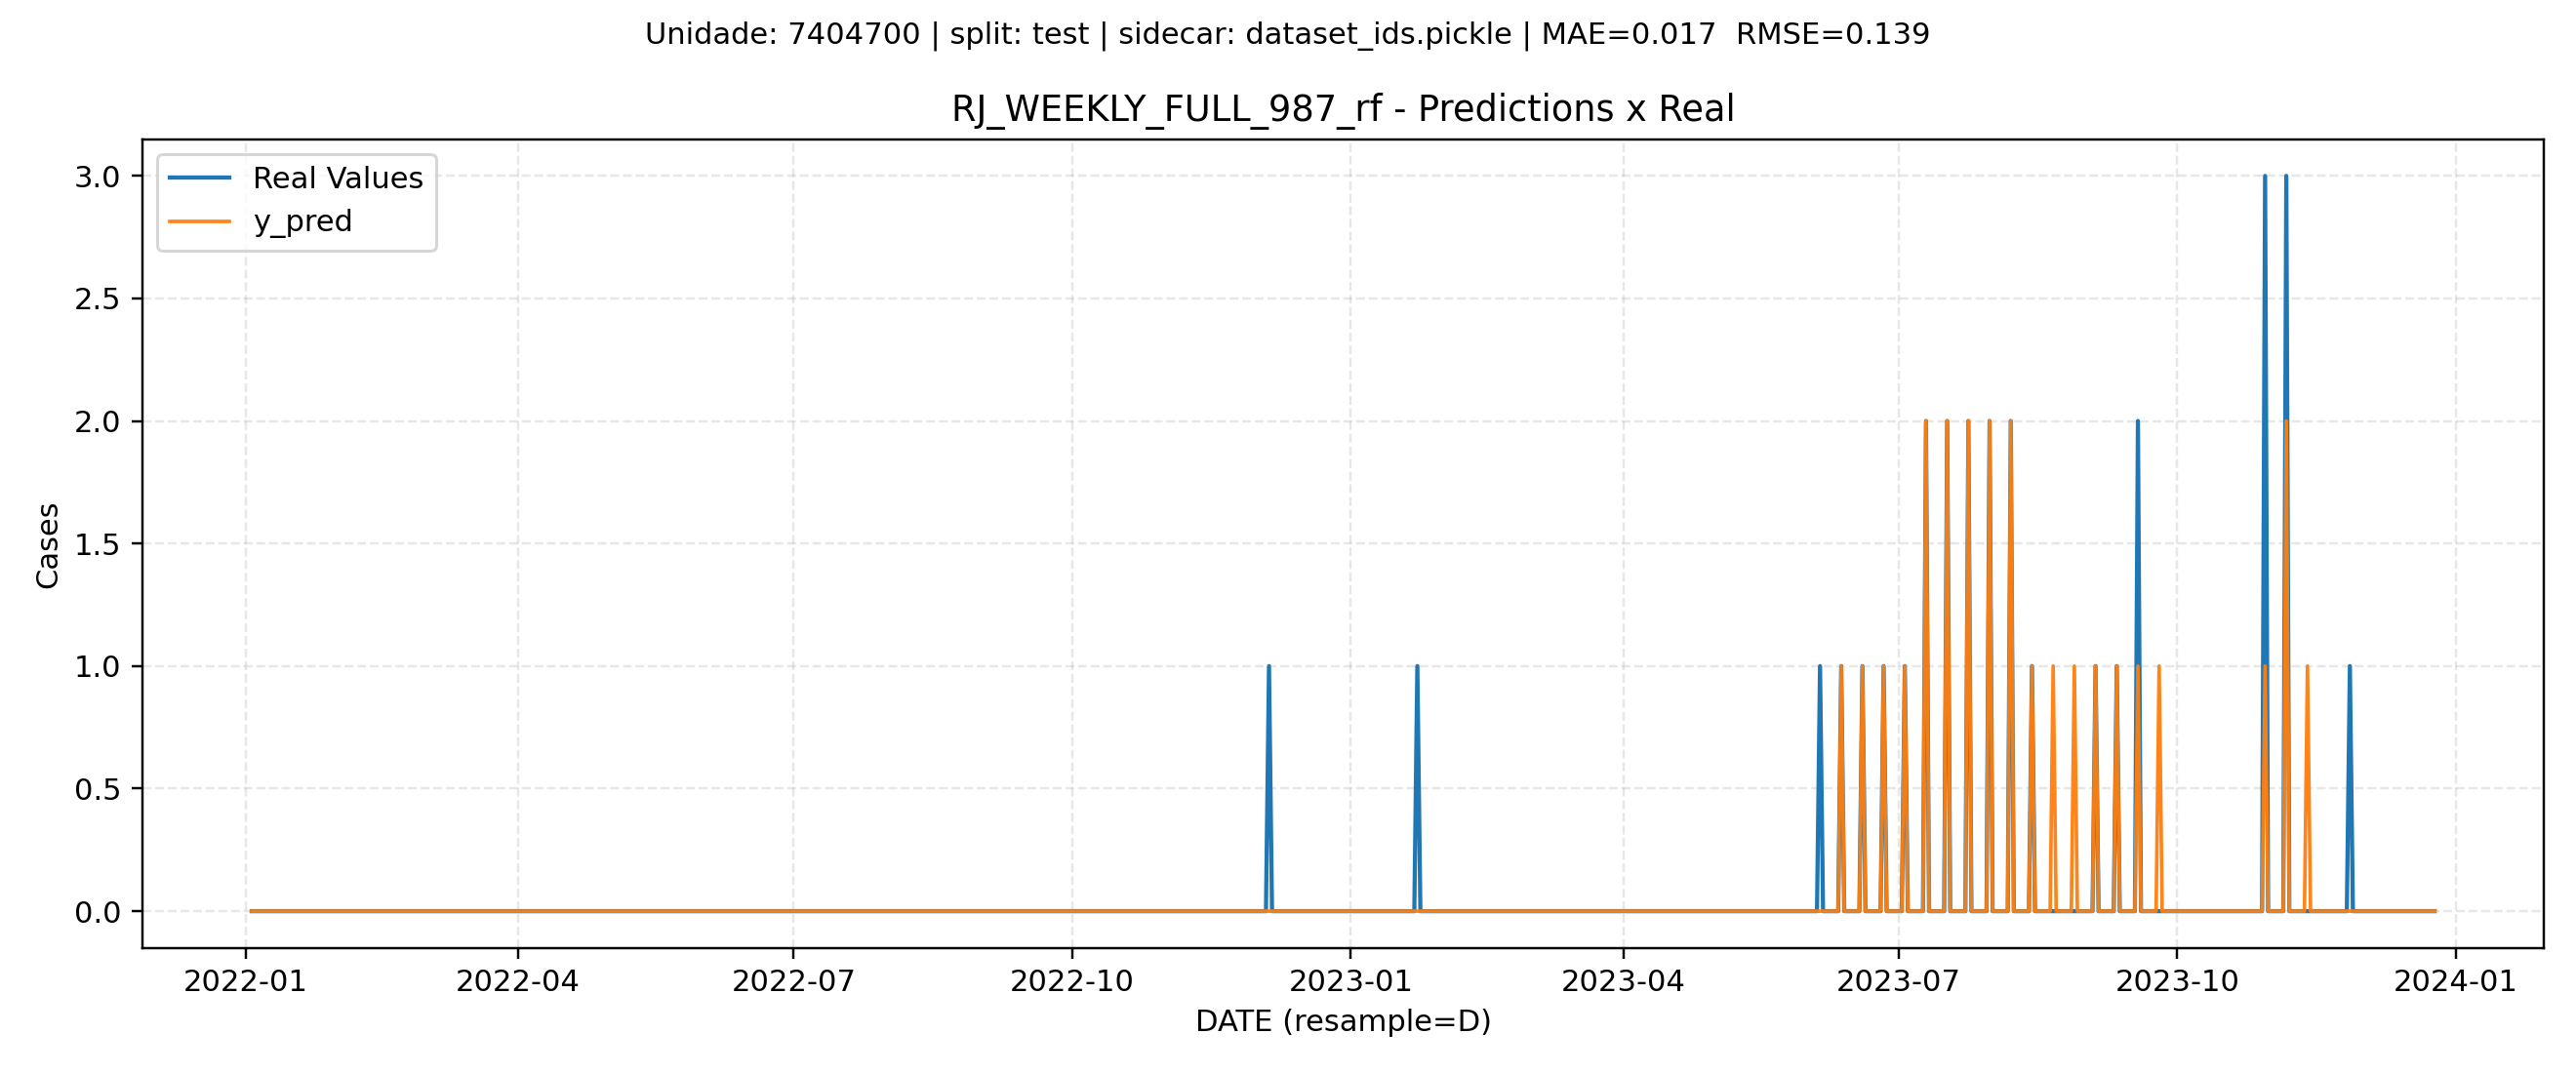 Unidade: 7404700 | split: test | sidecar: dataset_ids.pickle | MAE=0.017  RMSE=0.139
RJ_WEEKLY_FULL_987_rf - Predictions x Real
Real Values
y_pred
3.0
2.5
2.0
1.5
1.0
0.5
0.0
Cases
2022-01
2022-04
2022-07
2022-10
2023-01
2023-04
2023-07
2023-10
2024-01
DATE (resample=D)